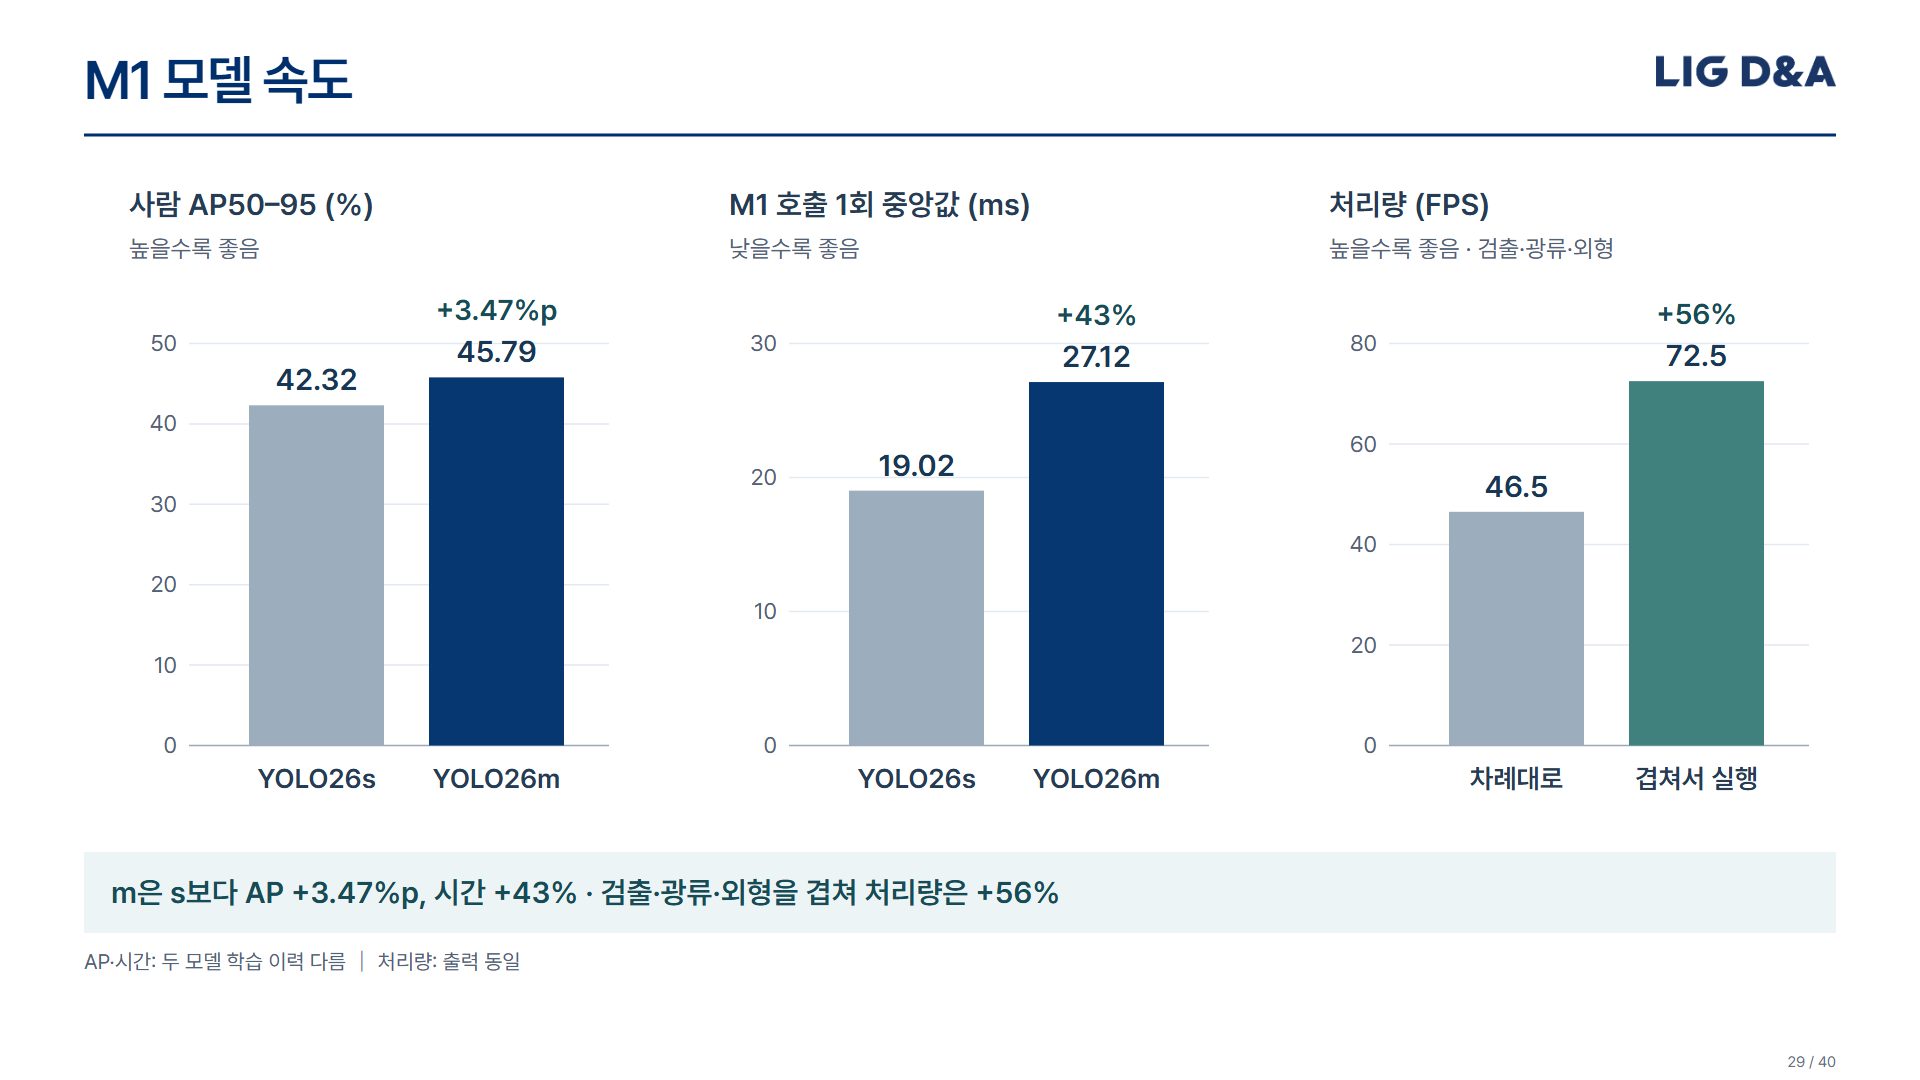 M1 모델 속도
LIG D&A
사람 AP50–95 (%)
높을수록 좋음
+3.47%p
50
45.79
42.32
40
30
20
10
0
YOLO26s
YOLO26m
M1 호출 1회 중앙값 (ms)
낮을수록 좋음
+43%
30
27.12
19.02
20
10
0
YOLO26s
YOLO26m
처리량 (FPS)
높을수록 좋음 · 검출·광류·외형
+56%
80
72.5
60
46.5
40
20
0
차례대로
겹쳐서 실행
m은 s보다 AP +3.47%p, 시간 +43% · 검출·광류·외형을 겹쳐 처리량은 +56%
AP·시간: 두 모델 학습 이력 다름 | 처리량: 출력 동일
29 / 40